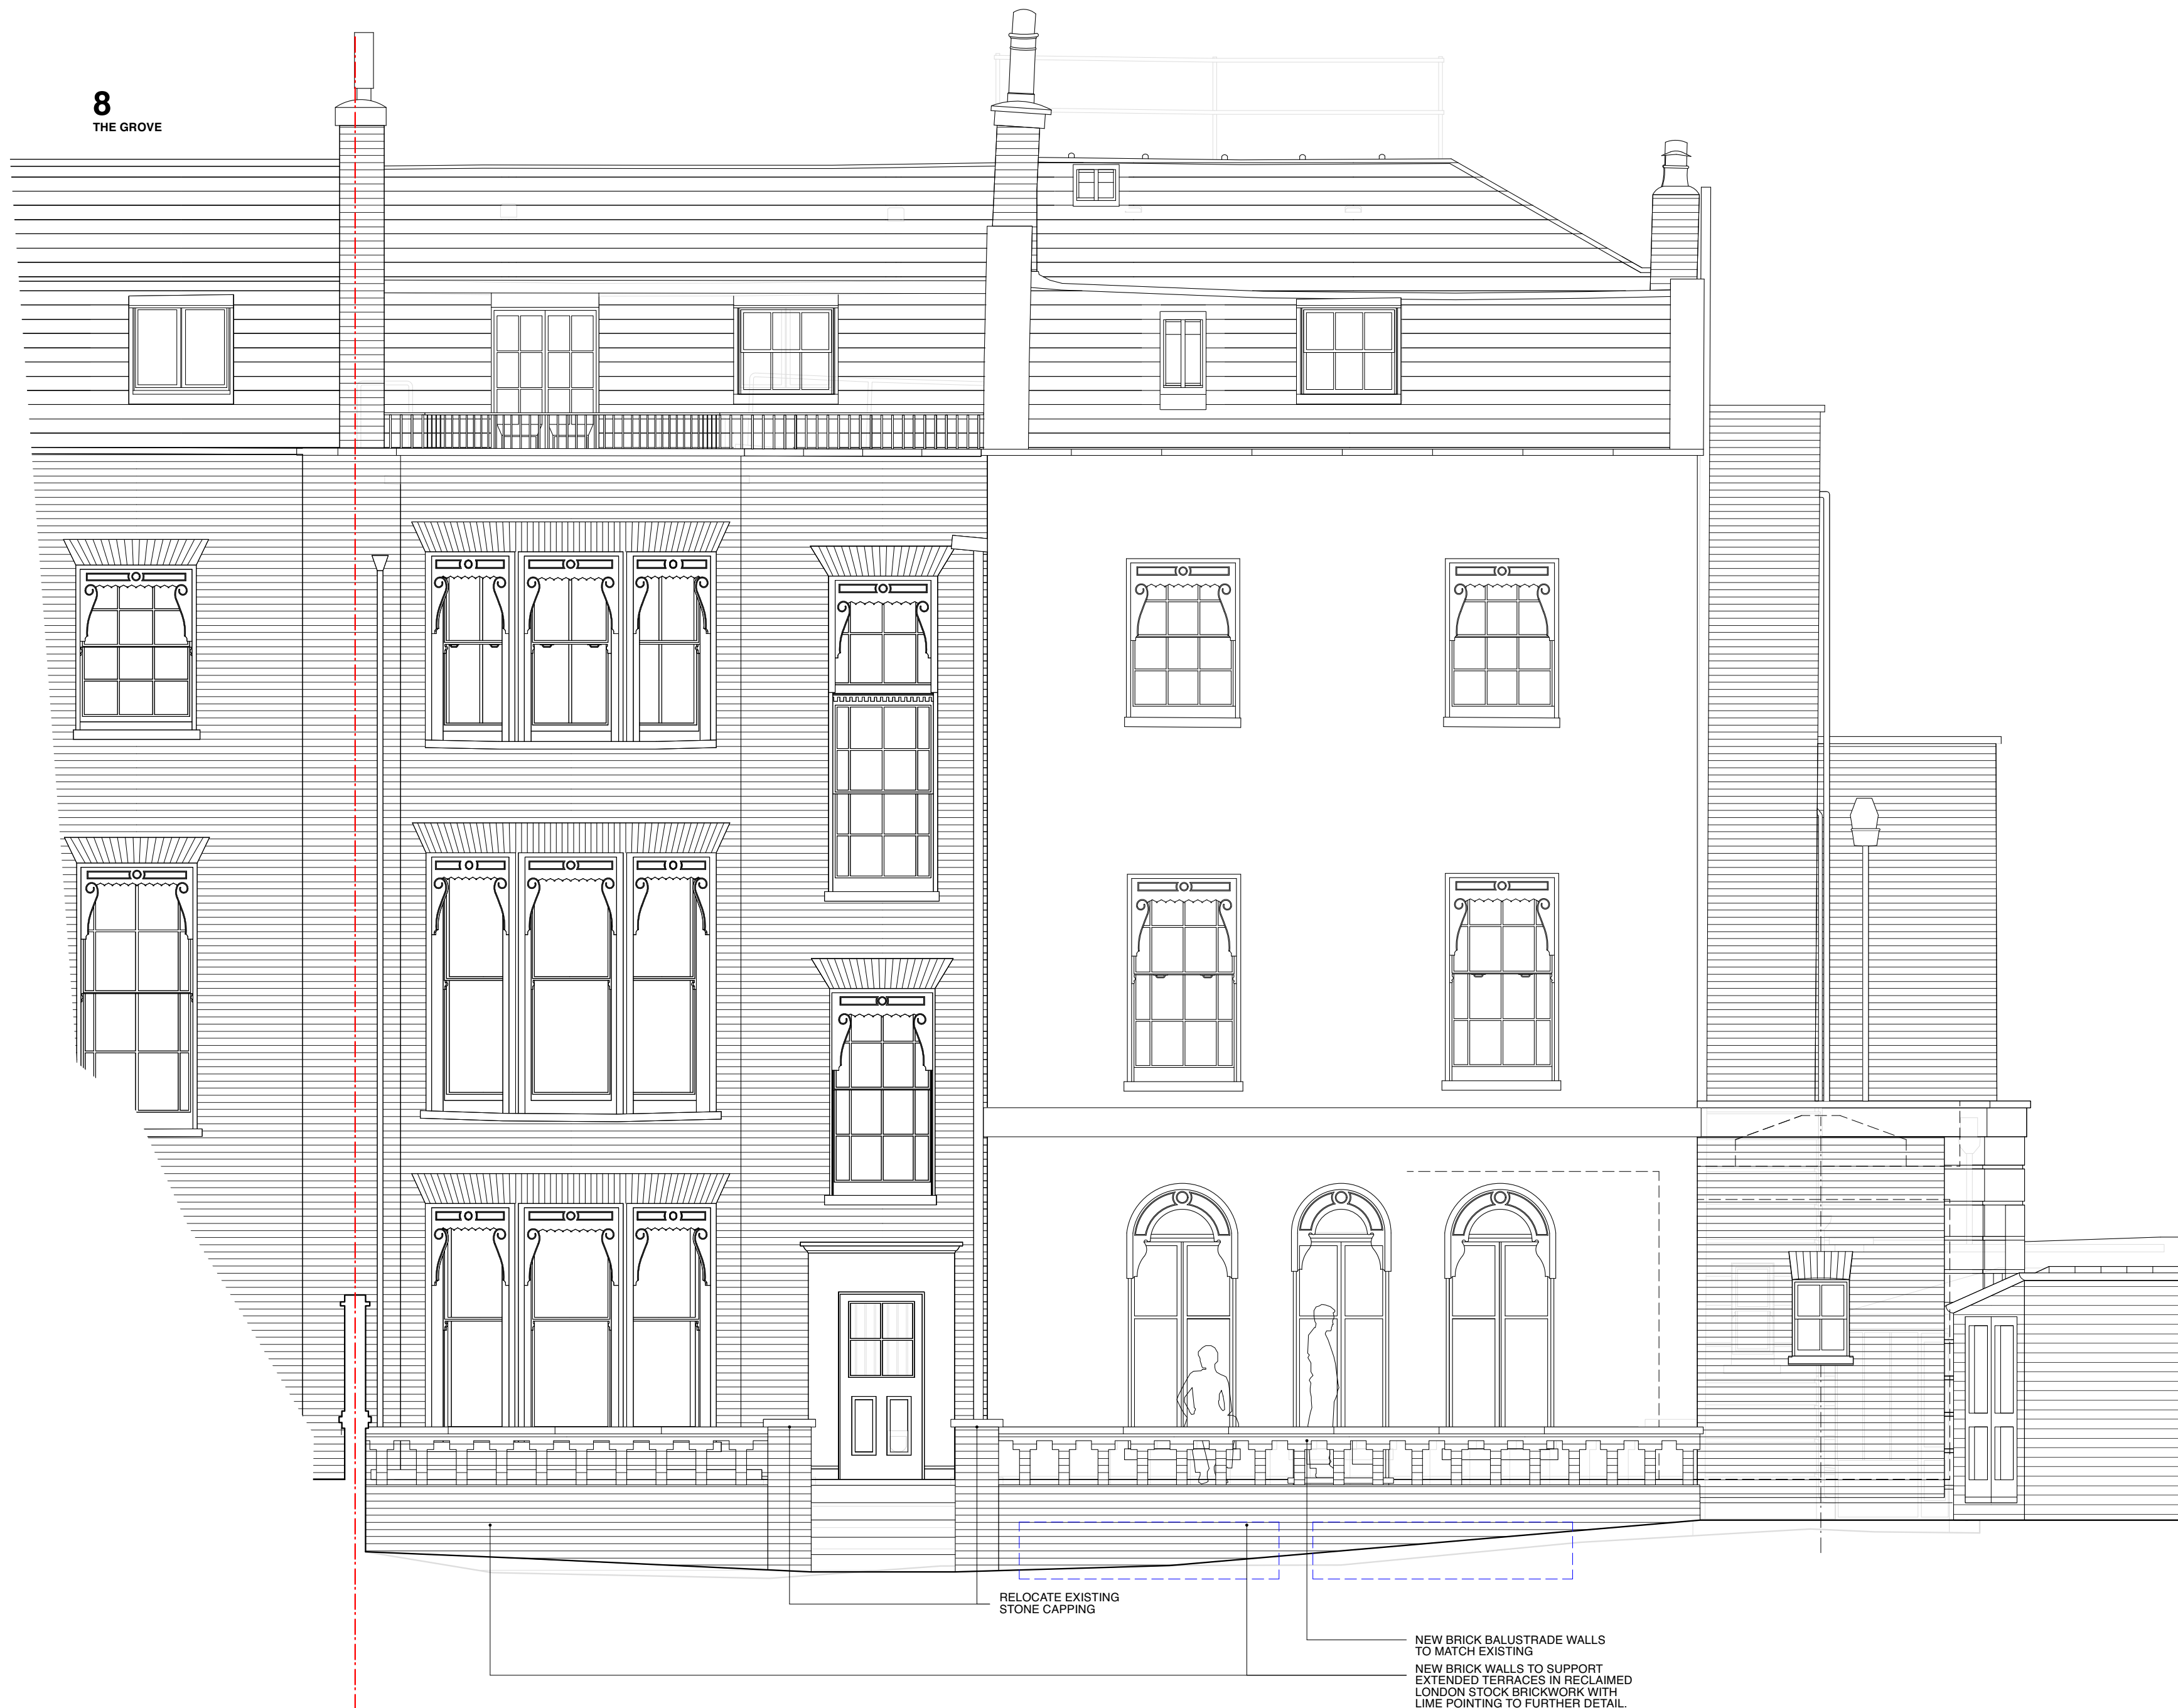 8
THE GROVE
RELOCATE EXISTING
STONE CAPPING
NEW BRICK BALUSTRADE WALLS
TO MATCH EXISTING
NEW BRICK WALLS TO SUPPORT
EXTENDED TERRACES IN RECLAIMED
LONDON STOCK BRICKWORK WITH
LIME POINTING TO FURTHER DETAIL.